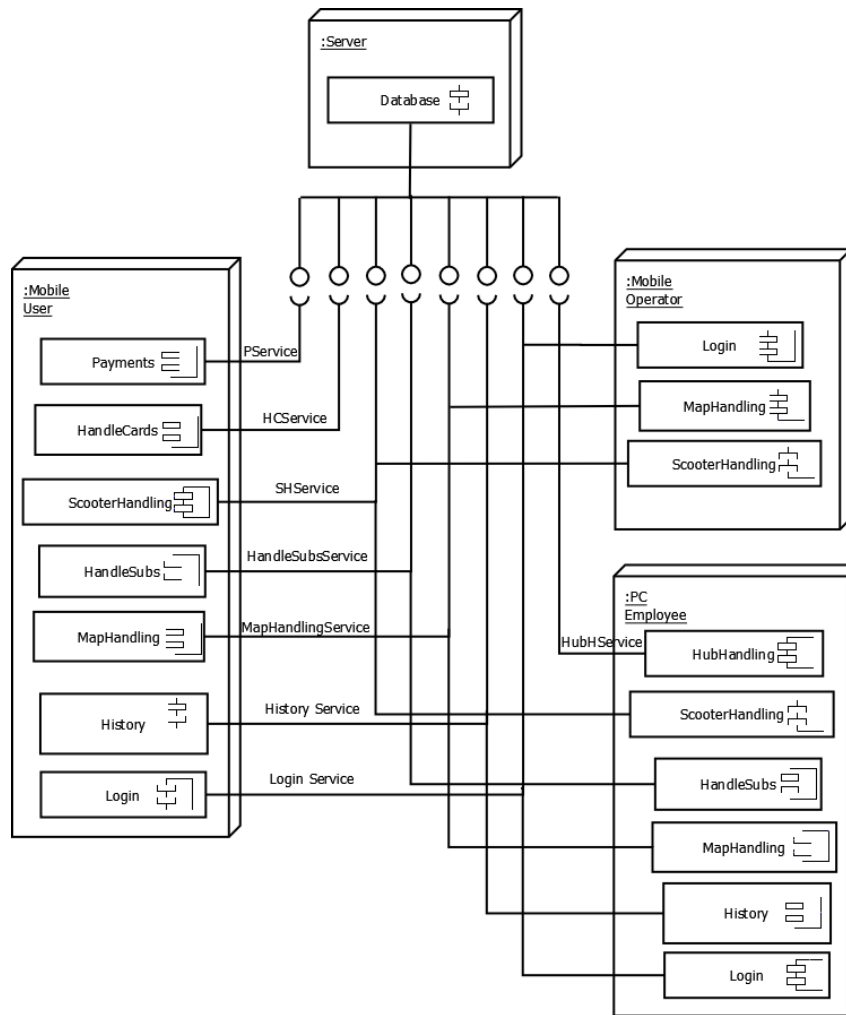 :Server
Database
:Mobile
User
Payments
PService
HandleCards
HCService
ScooterHandling
SHService
HandleSubs
HandleSubsService
MapHandling
MapHandlingService
History
History Service
Login
Login Service
:Mobile
Operator
Login
MapHandling
ScooterHandling
:PC
Employee
HubHService
HubHandling
ScooterHandling
HandleSubs
MapHandling
History
Login